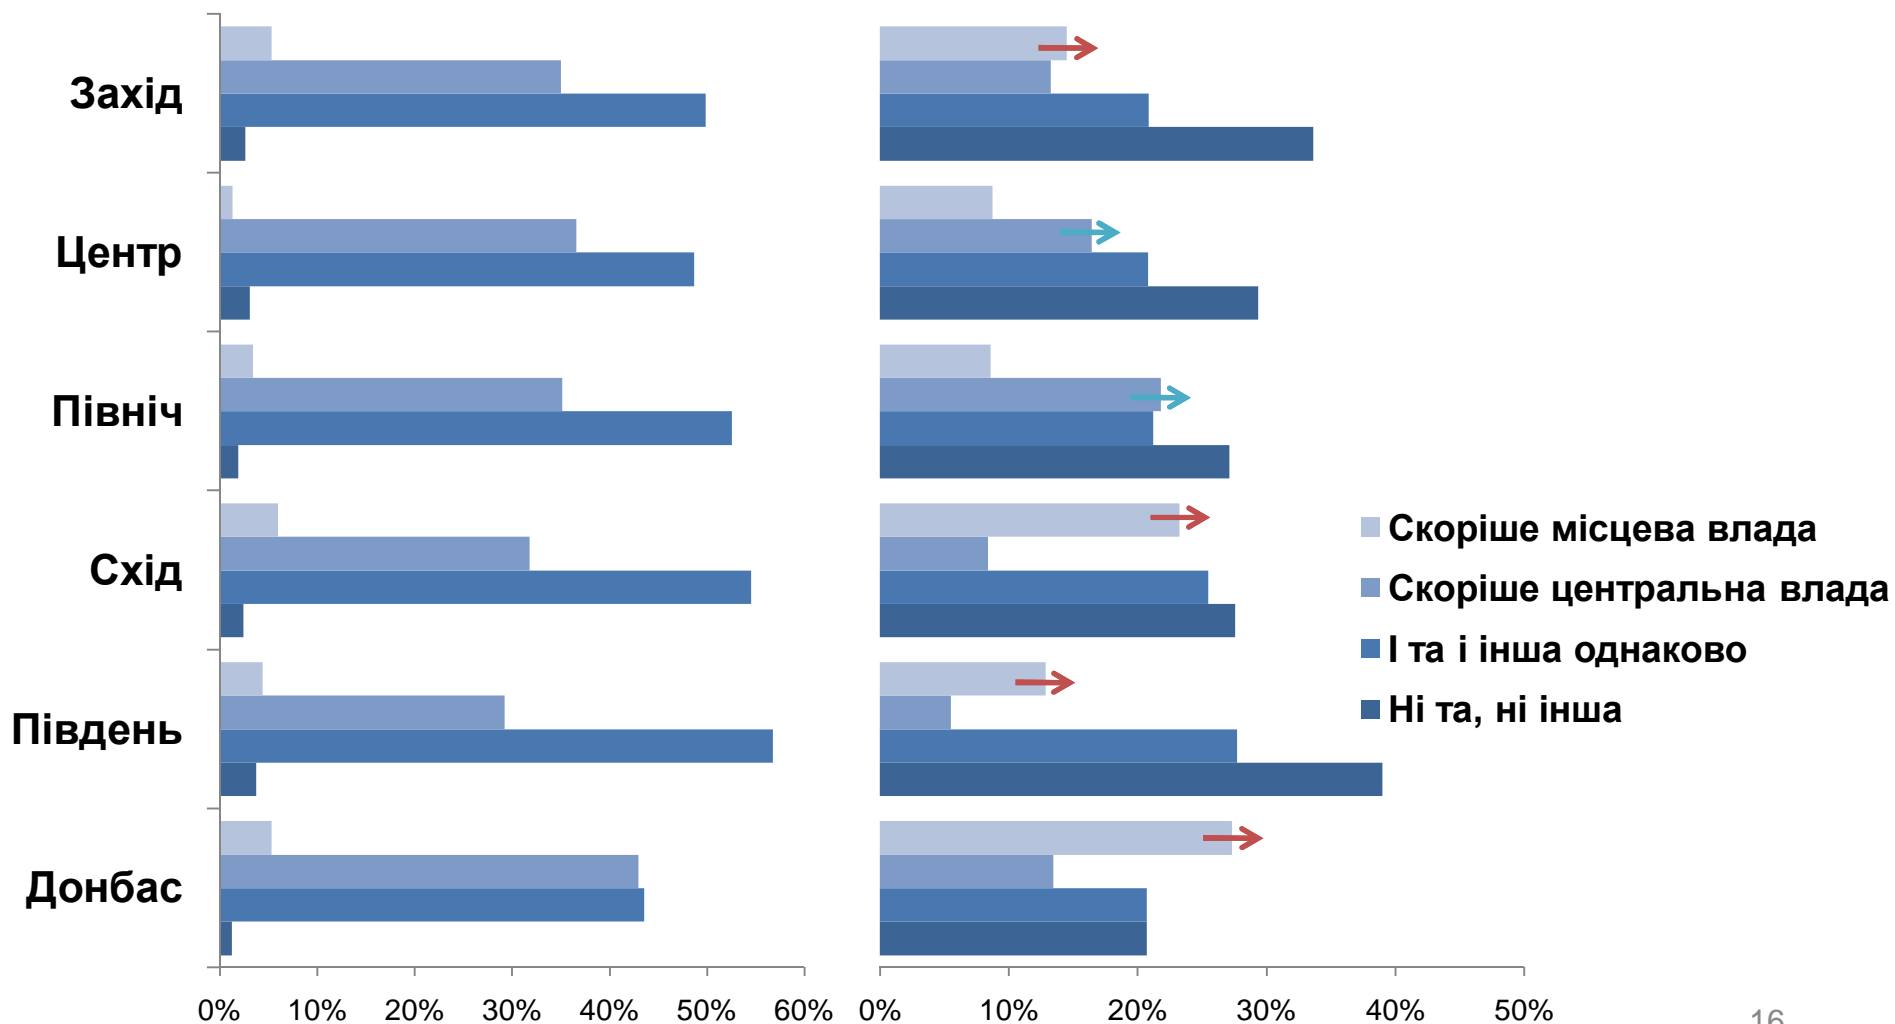 Захід
Центр
Північ
Схід
Південь
Донбас
Скоріше місцева влада
Скоріше центральна влада
І та і інша однаково
Ні та, ні інша
0% 10% 20% 30% 40% 50% 60%
0% 10% 20% 30% 40% 50%
16